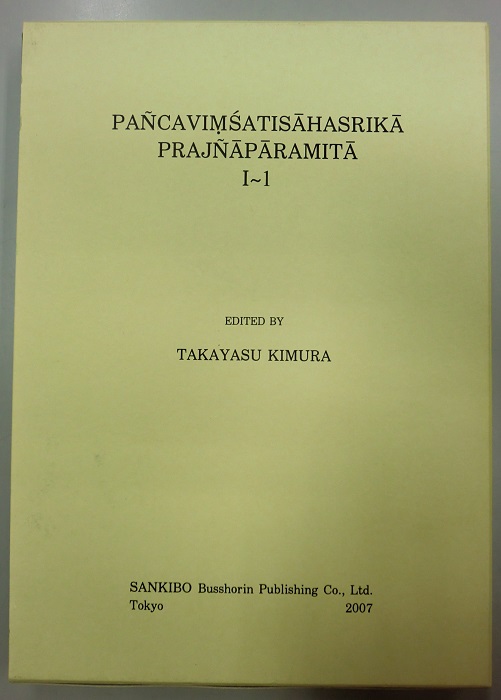 PAÑCAVIṂŚATISĀHASRIKĀ
PRAJÑĀPĀRAMITĀ
I~1
EDITED BY
TAKAYASU KIMURA
SANKIBO Busshorin Publishing Co., Ltd.
Tokyo 2007